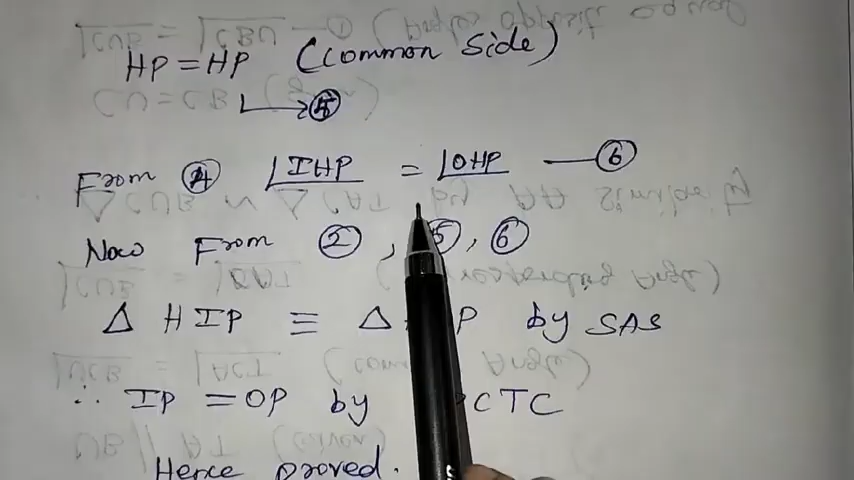 HP = HP (Common Side)
From ④ ∠IHP = ∠OHP — ⑥
Now From ②, ⑤, ⑥
Δ HIP ≡ Δ P by SAS
∴ IP = OP by CTC
Hence proved.